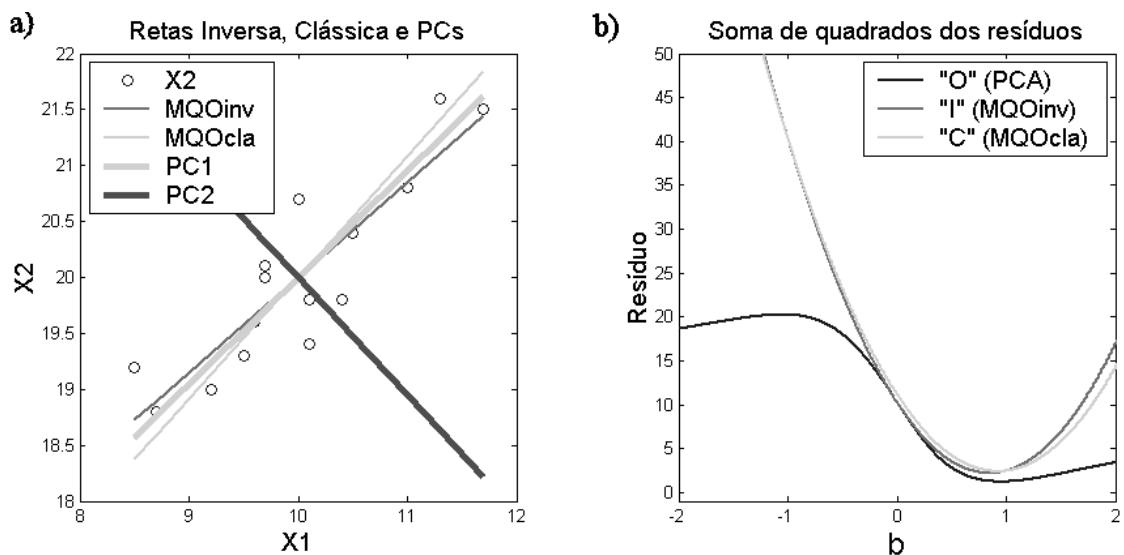 a)
Retas Inversa, Clássica e PCs
22
21.5
21
20.5
20
19.5
19
18.5
18
X2
X2
MQOinv
MQOcla
PC1
PC2
8
9
10
11
12
X1
b)
Soma de quadrados dos resíduos
50
45
40
35
30
25
20
15
10
5
0
Resíduo
"O" (PCA)
"I" (MQOinv)
"C" (MQOcla)
-2
-1
0
1
2
b